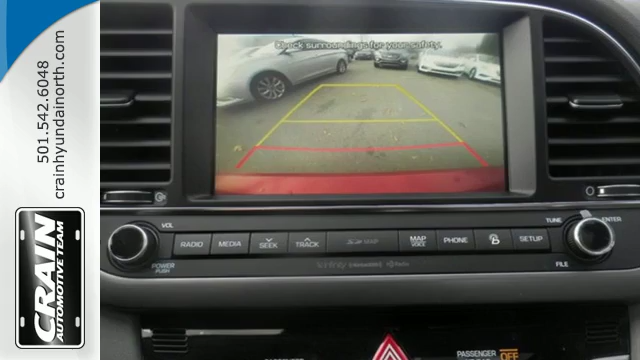 501.542.6048
crainhyundainorth.com
CRAIN
AUTOMOTIVE TEAM
Check surroundings for your safety.
VOL
POWER
PUSH
RADIO
MEDIA
SEEK
TRACK
MAP
VOICE
PHONE
SETUP
TUNE
ENTER
FILE
PASSENGER
OFF